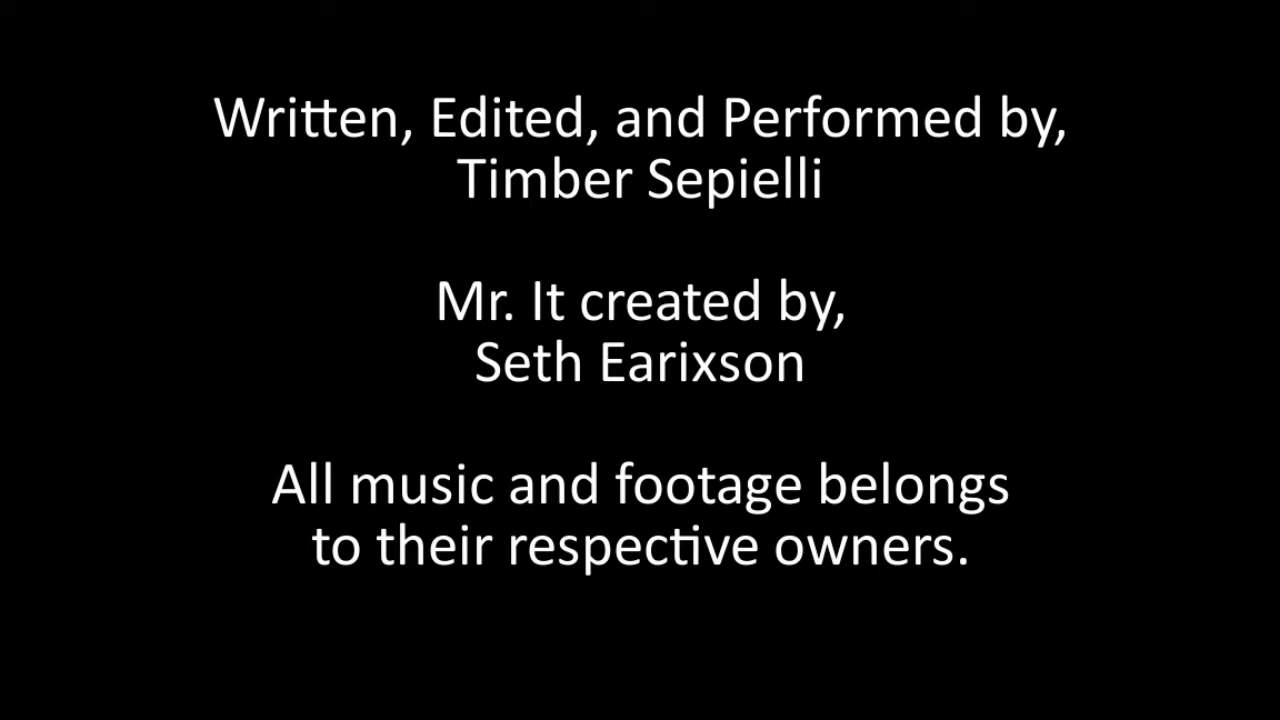 Written, Edited, and Performed by,
Timber Sepielli
Mr. It created by,
Seth Earixson
All music and footage belongs
to their respective owners.